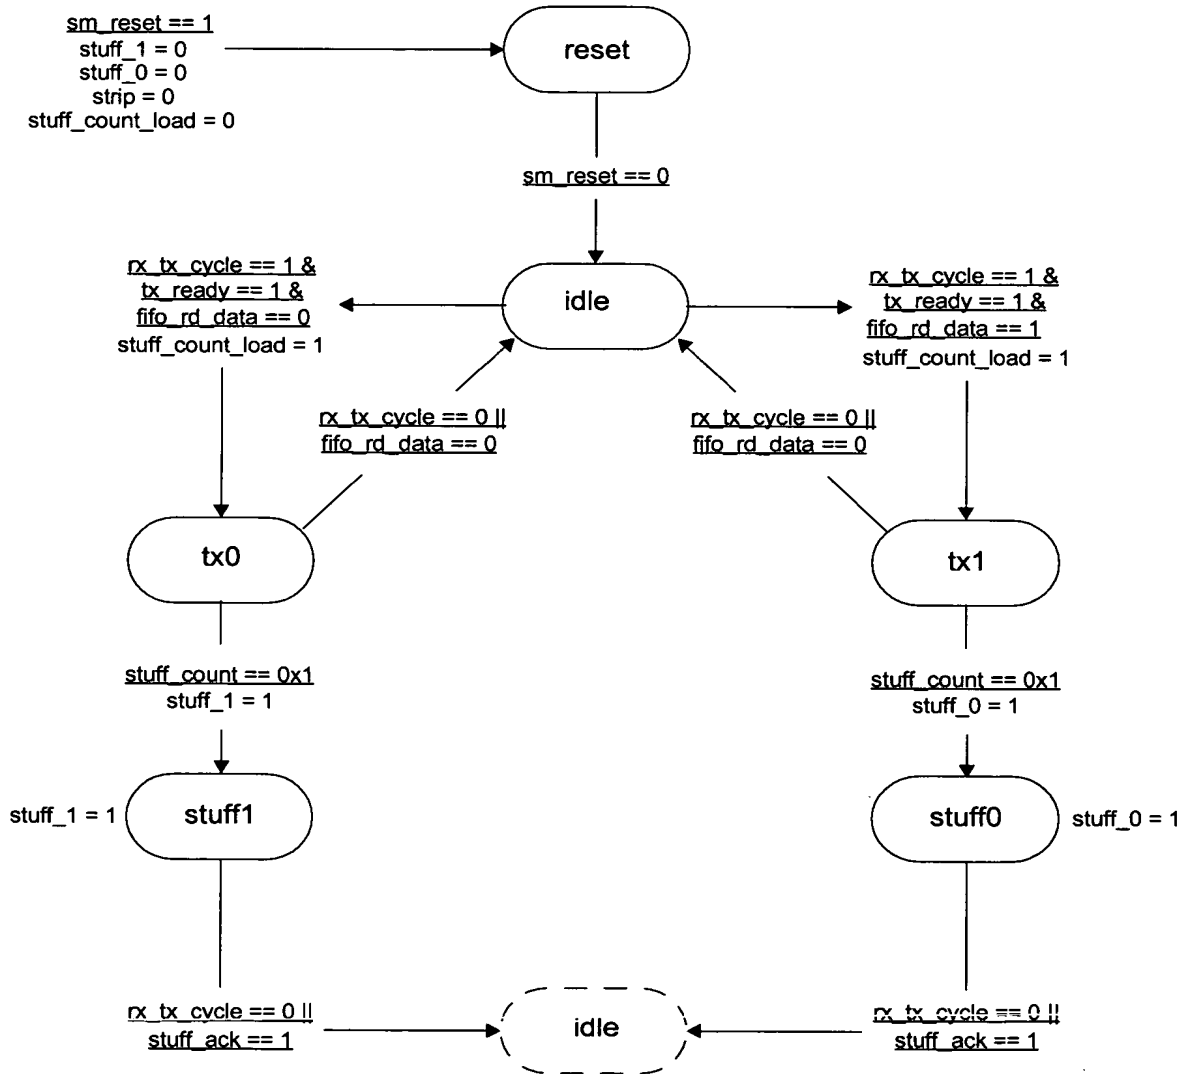 sm_reset == 1
stuff_1 = 0
stuff_0 = 0
strip = 0
stuff_count_load = 0
reset
sm_reset == 0
idle
rx_tx_cycle == 1 &
tx_ready == 1 &
fifo_rd_data == 0
stuff_count_load = 1
rx_tx_cycle == 1 &
tx_ready == 1 &
fifo_rd_data == 1
stuff_count_load = 1
rx_tx_cycle == 0 ||
fifo_rd_data == 0
rx_tx_cycle == 0 ||
fifo_rd_data == 0
tx0
tx1
stuff_count == 0x1
stuff_1 = 1
stuff_count == 0x1
stuff_0 = 1
stuff_1 = 1
stuff1
stuff0
stuff_0 = 1
rx_tx_cycle == 0 ||
stuff_ack == 1
idle
rx_tx_cycle == 0 ||
stuff_ack == 1